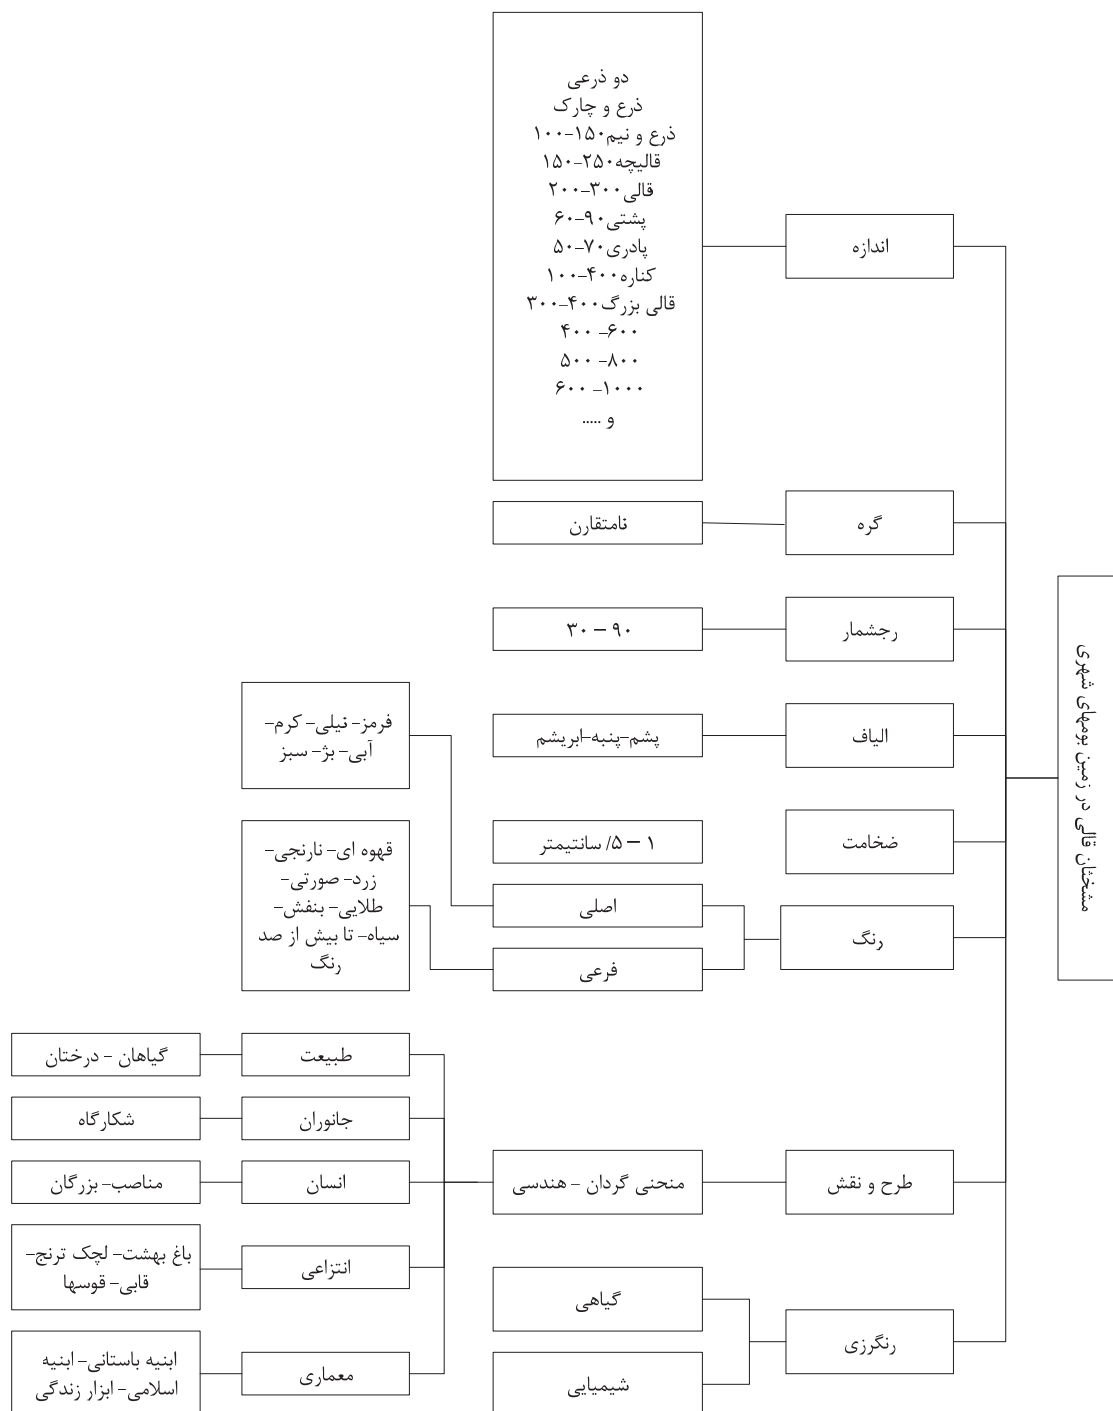 مشخثان قالی در زمین بومهای شهری
اندازه
دو ذرعی
ذرع و چارک
ذرع و نیم۱۵۰-۱۰۰
قالیچه۲۵۰-۱۵۰
قالی۳۰۰-۲۰۰
پشتی۹۰-۶۰
پادری۷۰-۵۰
کناره۴۰۰-۱۰۰
قالی بزرگ۴۰۰-۳۰۰
۶۰۰- ۴۰۰
۸۰۰- ۵۰۰
۱۰۰۰- ۶۰۰
و .....
گره
نامتقارن
رجشمار
۹۰ – ۳۰
الیاف
پشم-پنبه-ابریشم
ضخامت
۱ – ۵/ سانتیمتر
رنگ
اصلی
فرمز- نیلی- کرم-
آبی- بژ- سبز
فرعی
قهوه ای- نارنجی-
زرد- صورتی-
طلایی- بنفش-
سیاه- تا بیش از صد
رنگ
طرح و نقش
منحنی گردان - هندسی
طبیعت
گیاهان - درختان
جانوران
شکارگاه
انسان
مناصب- بزرگان
انتزاعی
باغ بهشت- لچک ترنج-
قابی- قوسها
معماری
ابنیه باستانی- ابنیه
اسلامی- ابزار زندگی
رنگرزی
گیاهی
شیمیایی